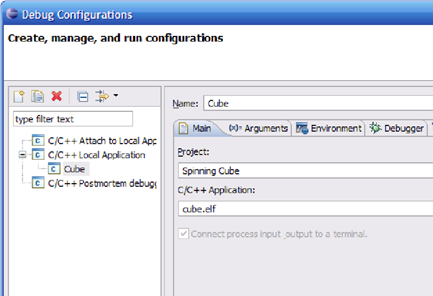 Debug Configurations
Create, manage, and run configurations
type filter text
C/C++ Attach to Local App
C/C++ Local Application
Cube
C/C++ Postmortem debugg
Name: Cube
Main (x)= Arguments Environment Debugger
Project:
Spinning Cube
C/C++ Application:
cube.elf
Connect process input output to a terminal.